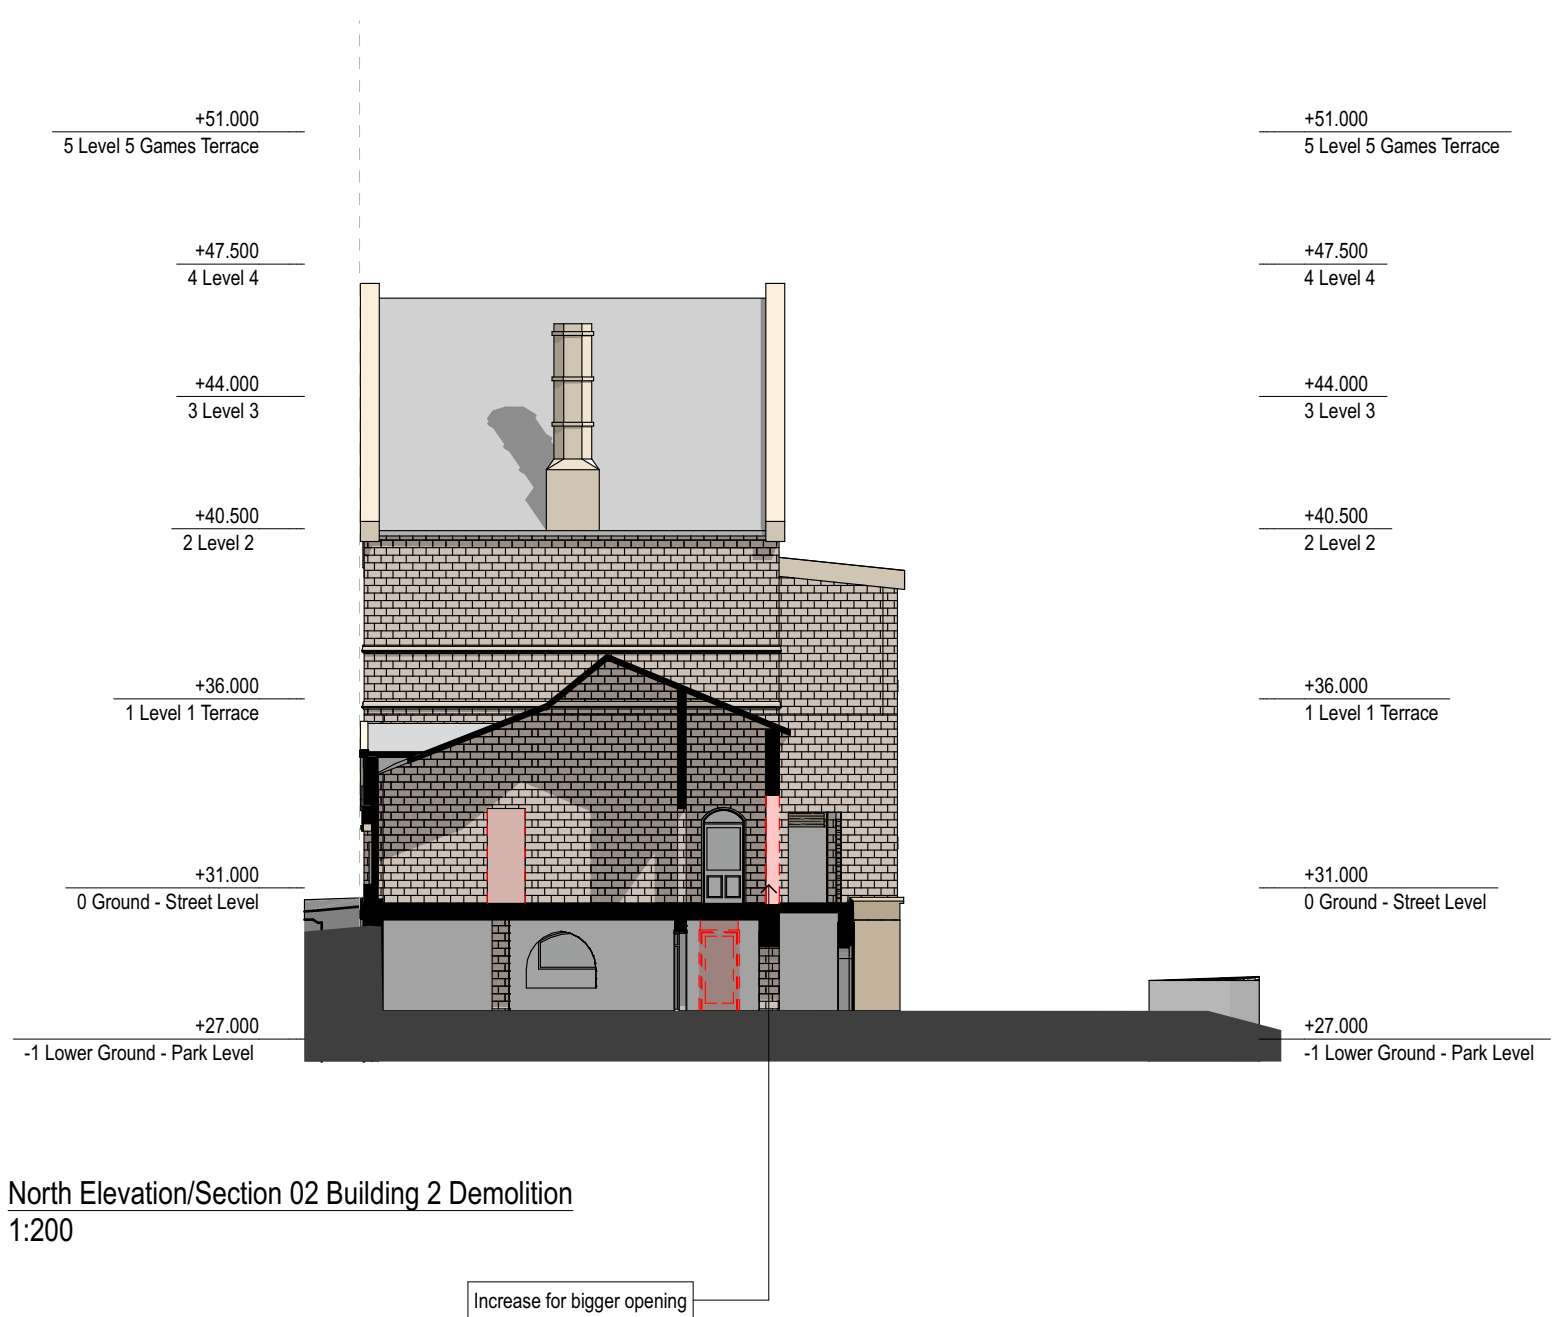 +51.000
5 Level 5 Games Terrace
+51.000
5 Level 5 Games Terrace
+47.500
4 Level 4
+47.500
4 Level 4
+44.000
3 Level 3
+44.000
3 Level 3
+40.500
2 Level 2
+40.500
2 Level 2
+36.000
1 Level 1 Terrace
+36.000
1 Level 1 Terrace
+31.000
0 Ground - Street Level
+31.000
0 Ground - Street Level
+27.000
-1 Lower Ground - Park Level
+27.000
-1 Lower Ground - Park Level
North Elevation/Section 02 Building 2 Demolition
1:200
Increase for bigger opening